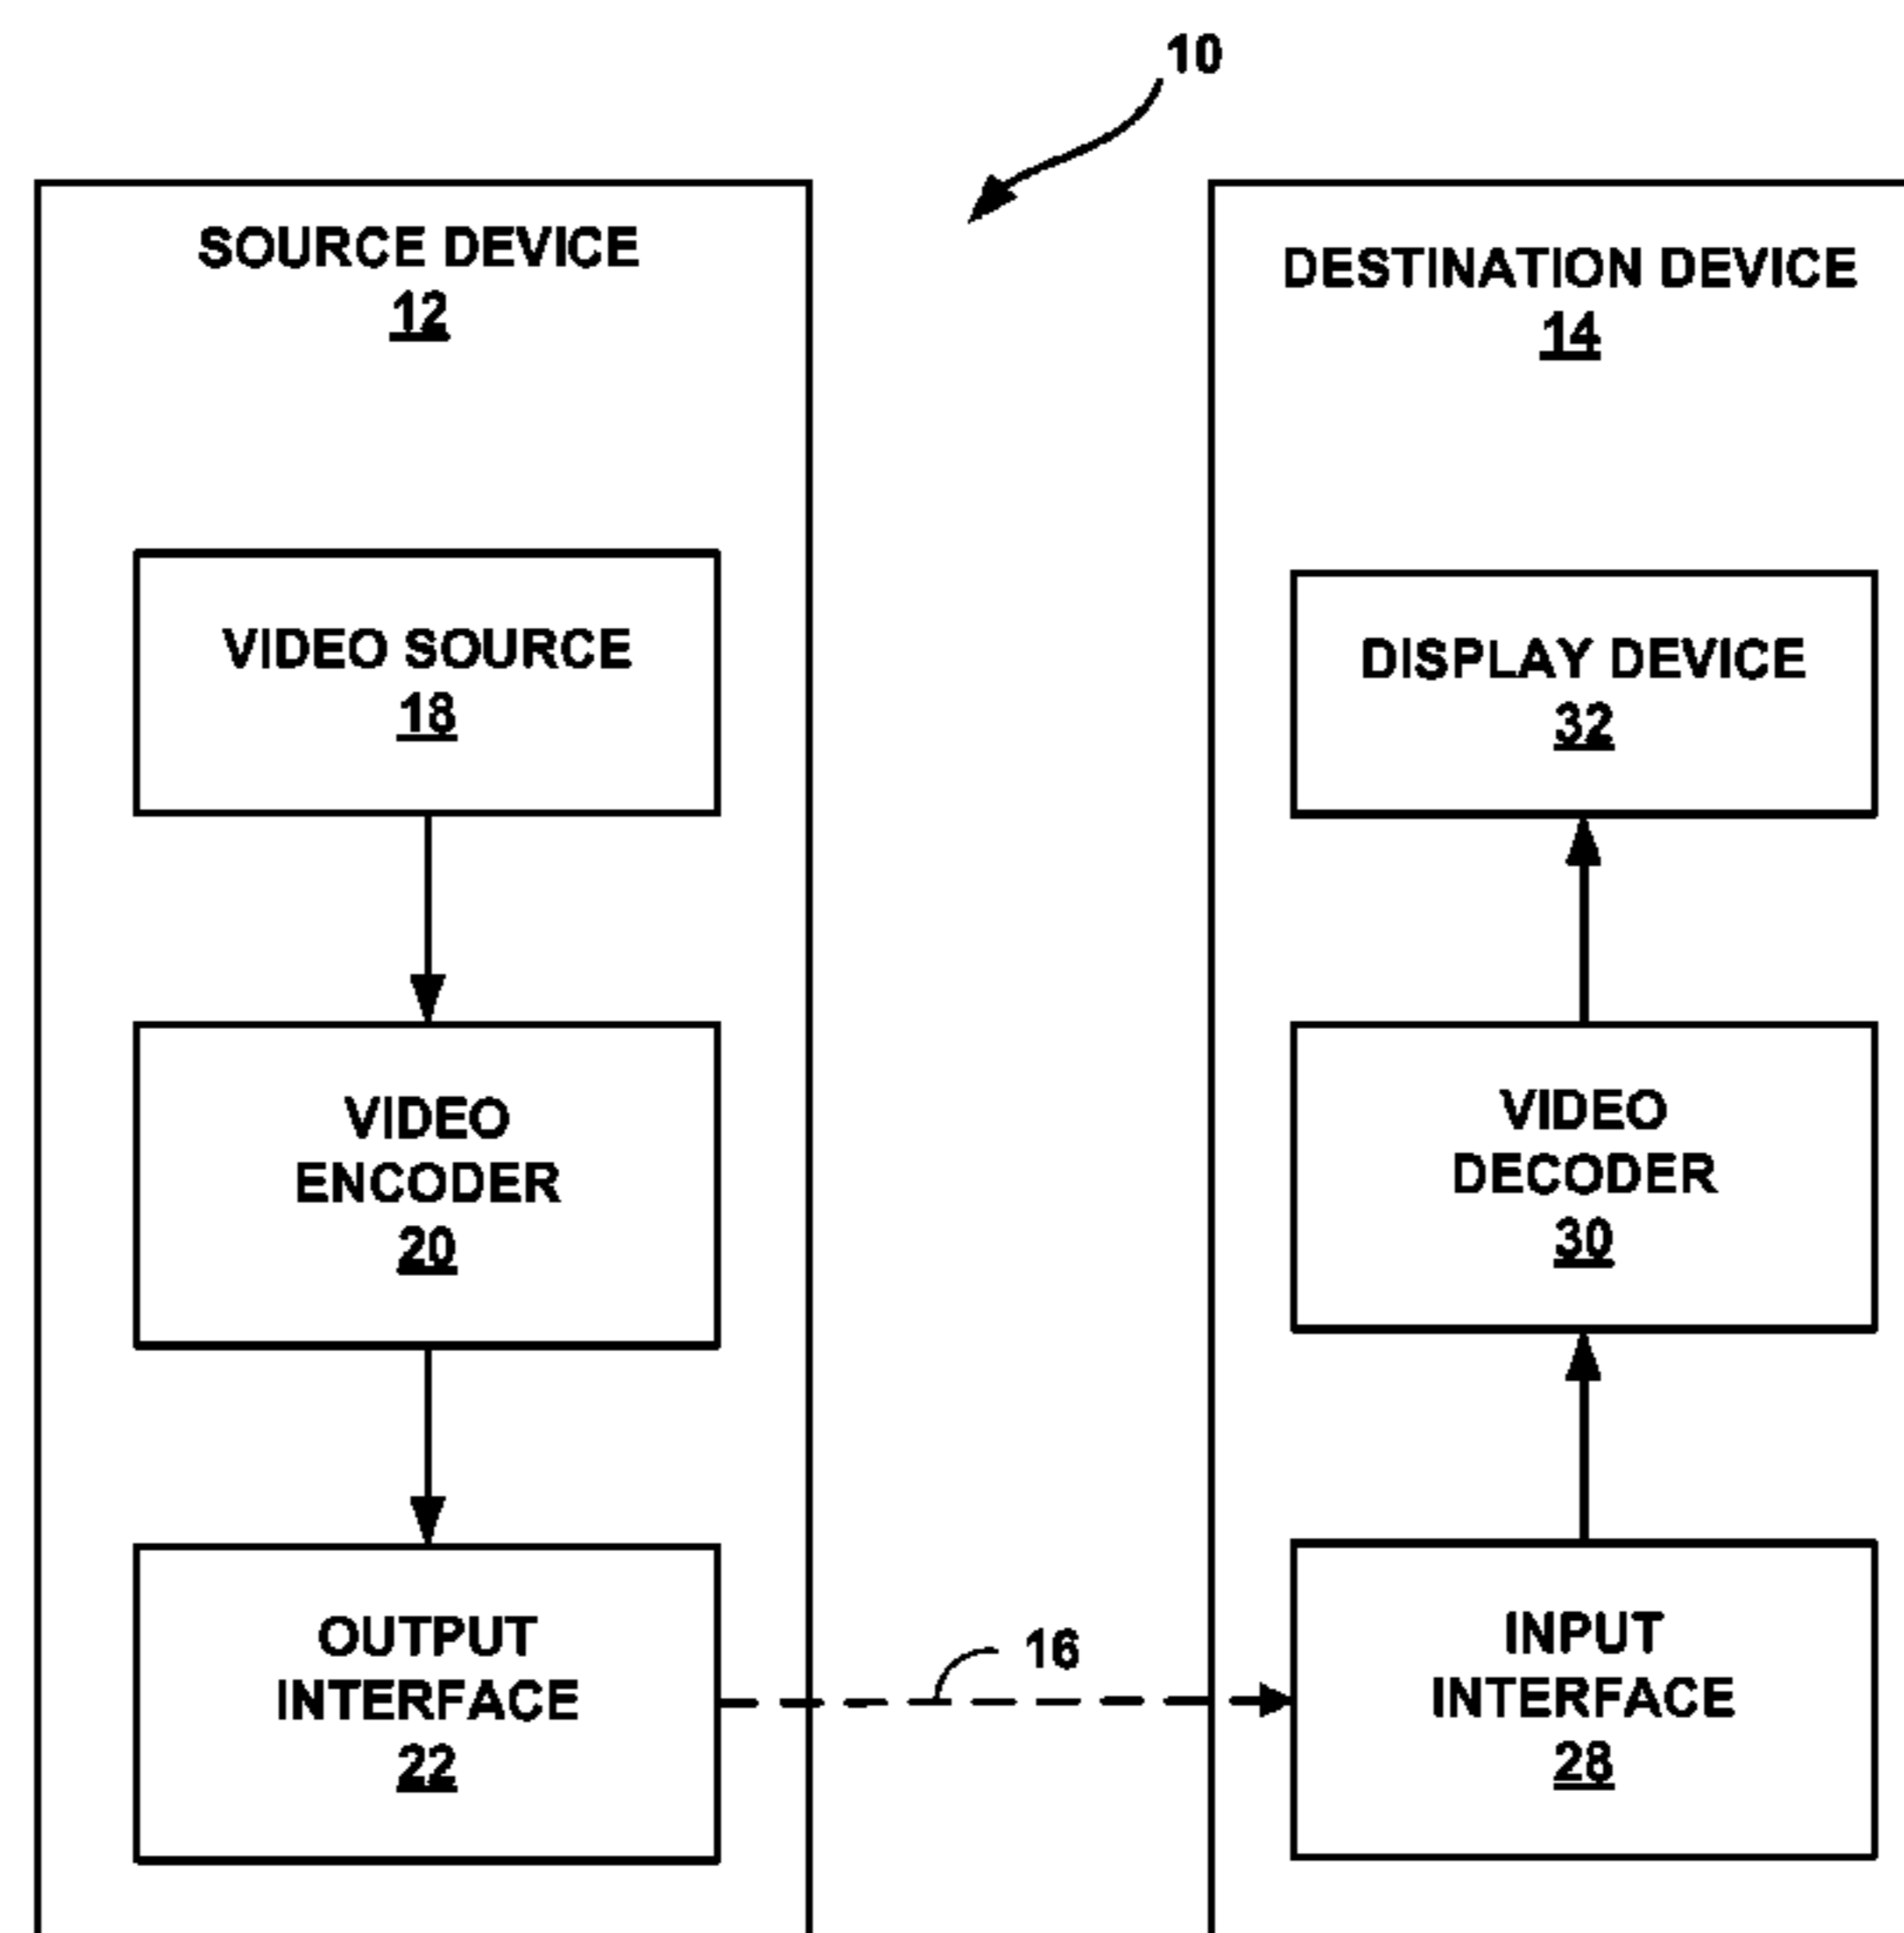 10
SOURCE DEVICE
12
VIDEO SOURCE
18
VIDEO
ENCODER
20
OUTPUT
INTERFACE
22
16
DESTINATION DEVICE
14
DISPLAY DEVICE
32
VIDEO
DECODER
30
INPUT
INTERFACE
28